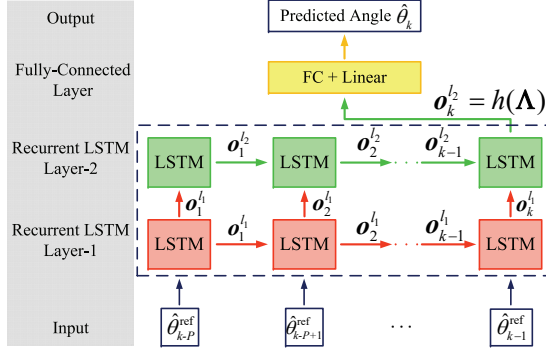 Output
Predicted Angle θ̂_k
Fully-Connected
Layer
FC + Linear
o_k^{l_2} = h(Λ)
Recurrent LSTM
Layer-2
LSTM
o_1^{l_2}
LSTM
o_2^{l_2}
· · ·
o_{k-1}^{l_2}
LSTM
o_1^{l_1}
o_2^{l_1}
o_k^{l_1}
Recurrent LSTM
Layer-1
LSTM
o_1^{l_1}
LSTM
o_2^{l_1}
· · ·
o_{k-1}^{l_1}
LSTM
Input
θ̂_{k-P}^{ref}
θ̂_{k-P+1}^{ref}
· · ·
θ̂_{k-1}^{ref}